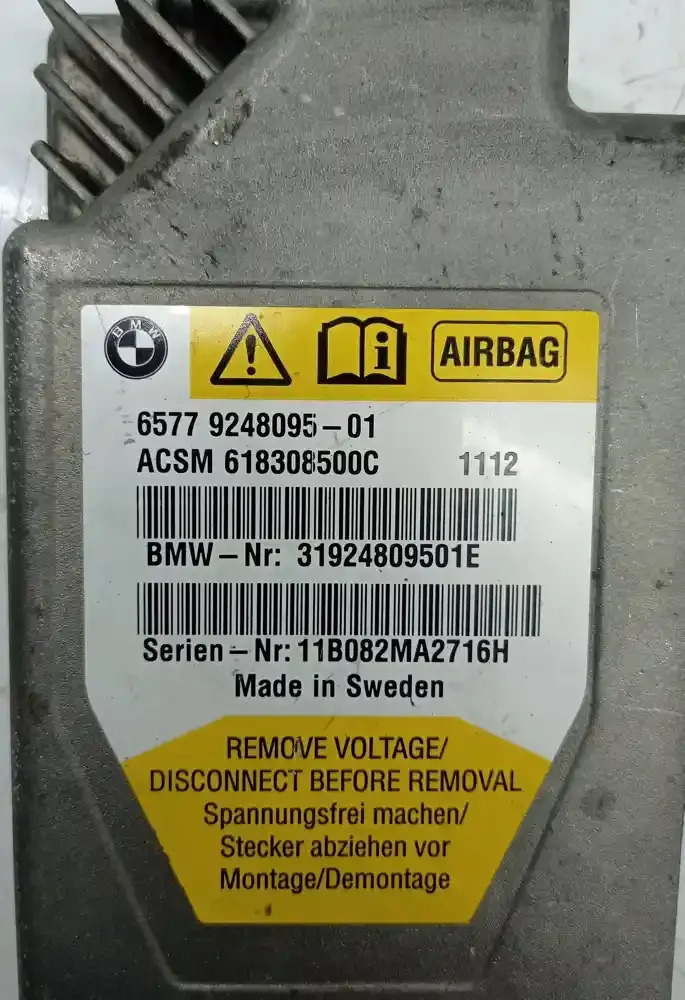 BMW
AIRBAG
6577 9248095-01
ACSM 618308500C 1112
BMW-Nr: 31924809501E
Serien-Nr: 11B082MA2716H
Made in Sweden
REMOVE VOLTAGE/
DISCONNECT BEFORE REMOVAL
Spannungsfrei machen/
Stecker abziehen vor
Montage/Demontage